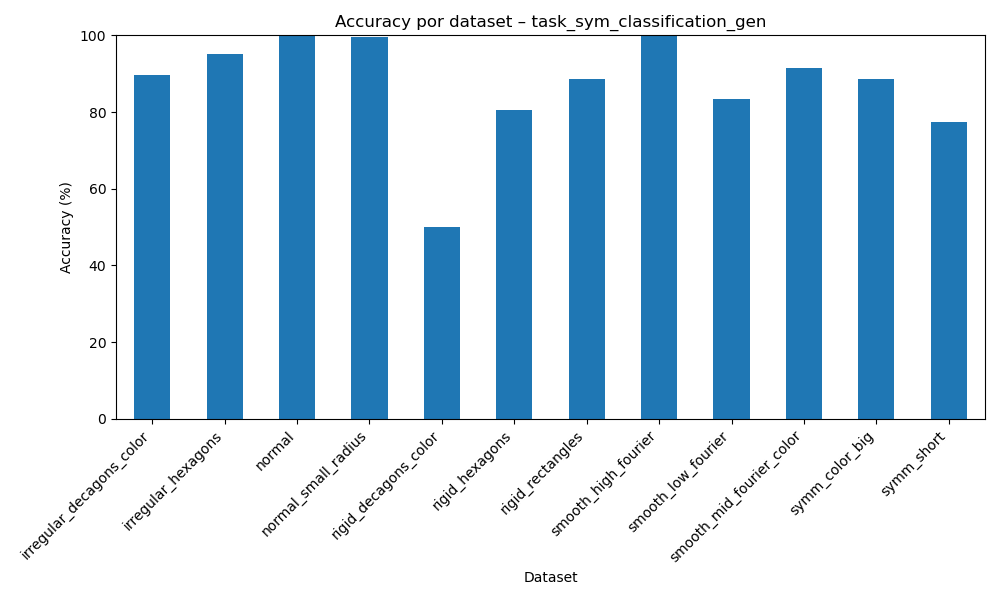 Accuracy por dataset – task_sym_classification_gen
Accuracy (%)
100
80
60
40
20
0
irregular_decagons_color
irregular_hexagons
normal
normal_small_radius
rigid_decagons_color
rigid_hexagons
rigid_rectangles
smooth_high_fourier
smooth_low_fourier
smooth_mid_fourier_color
symm_color_big
symm_short
Dataset